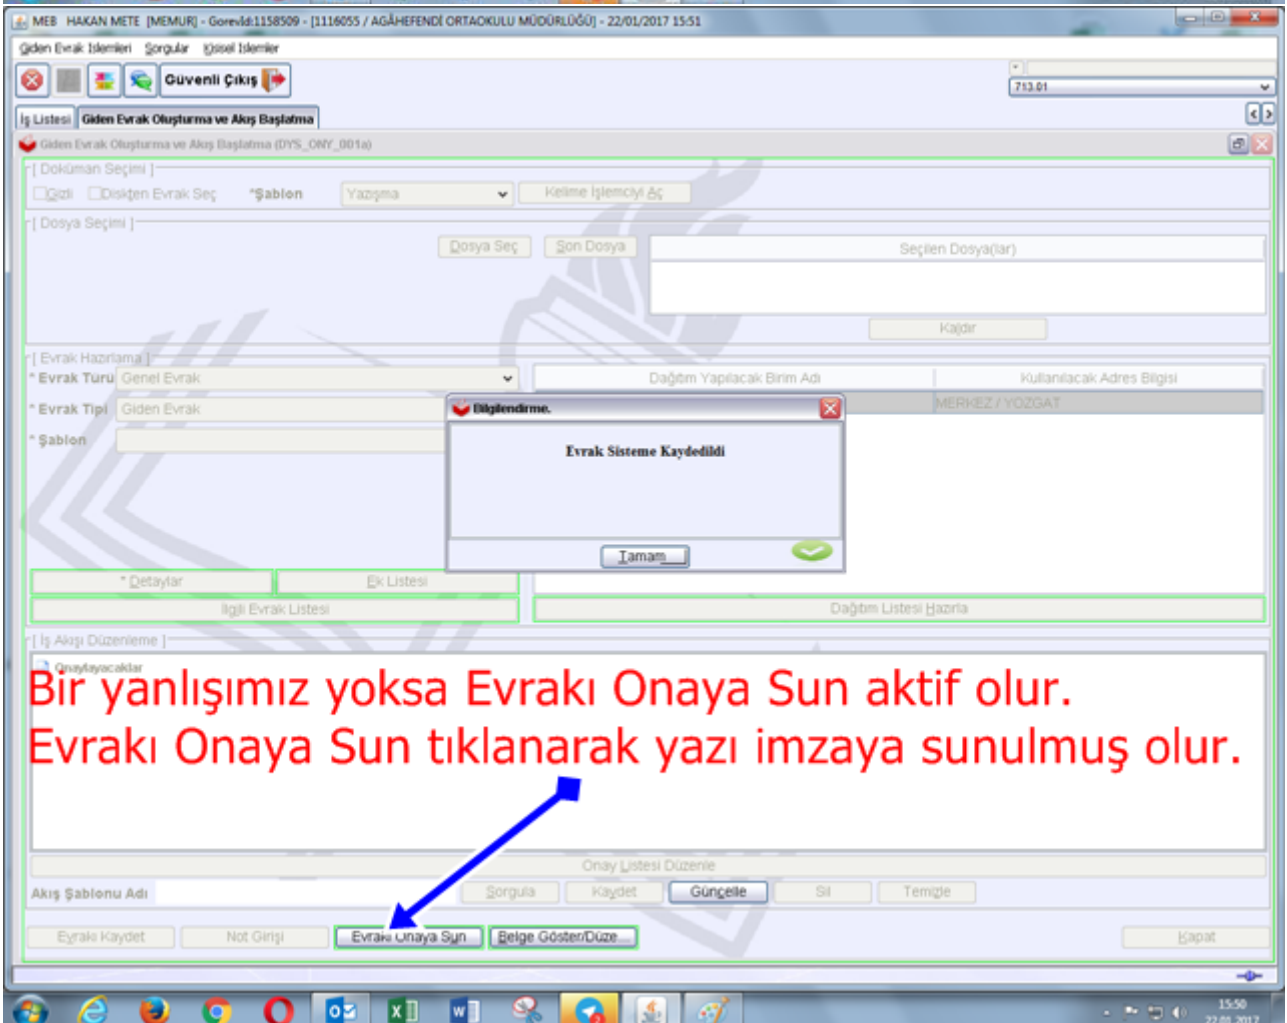 MEB HAKAN METE [MEMUR] - GorevId:1158509 - [1116055 / AGÂHEFENDİ ORTAOKULU MÜDÜRLÜĞÜ] - 22/01/2017 15:51
Giden Evrak İşlemleri Sorgular Kişisel İşlemler
Güvenli Çıkış
713.01
İş Listesi Giden Evrak Oluşturma ve Akış Başlatma
Giden Evrak Oluşturma ve Akış Başlatma (DYS_ONY_001a)
[ Doküman Seçimi ]
Gizli Diskten Evrak Seç *Şablon Yazışma Kelime İşlemciyi Aç
[ Dosya Seçimi ]
Dosya Seç Son Dosya Seçilen Dosya(lar)
Kaldır
[ Evrak Hazırlama ]
* Evrak Türü Genel Evrak Dağıtım Yapılacak Birim Adı Kullanılacak Adres Bilgisi
* Evrak Tipi Giden Evrak MERKEZ / YOZGAT
* Şablon
Bilgilendirme.
Evrak Sisteme Kaydedildi
Tamam
* Detaylar Ek Listesi
İlgili Evrak Listesi Dağıtım Listesi Hazırla
[ İş Akışı Düzenleme ]
Onaylayacaklar
Bir yanlışımız yoksa Evrakı Onaya Sun aktif olur.
Evrakı Onaya Sun tıklanarak yazı imzaya sunulmuş olur.
Onay Listesi Düzenle
Akış Şablonu Adı Sorgula Kaydet Güncelle Sil Temizle
Evrakı Kaydet Not Girişi Evrakı Onaya Sun Belge Göster/Düze...
Kapat
15:50
22.01.2017